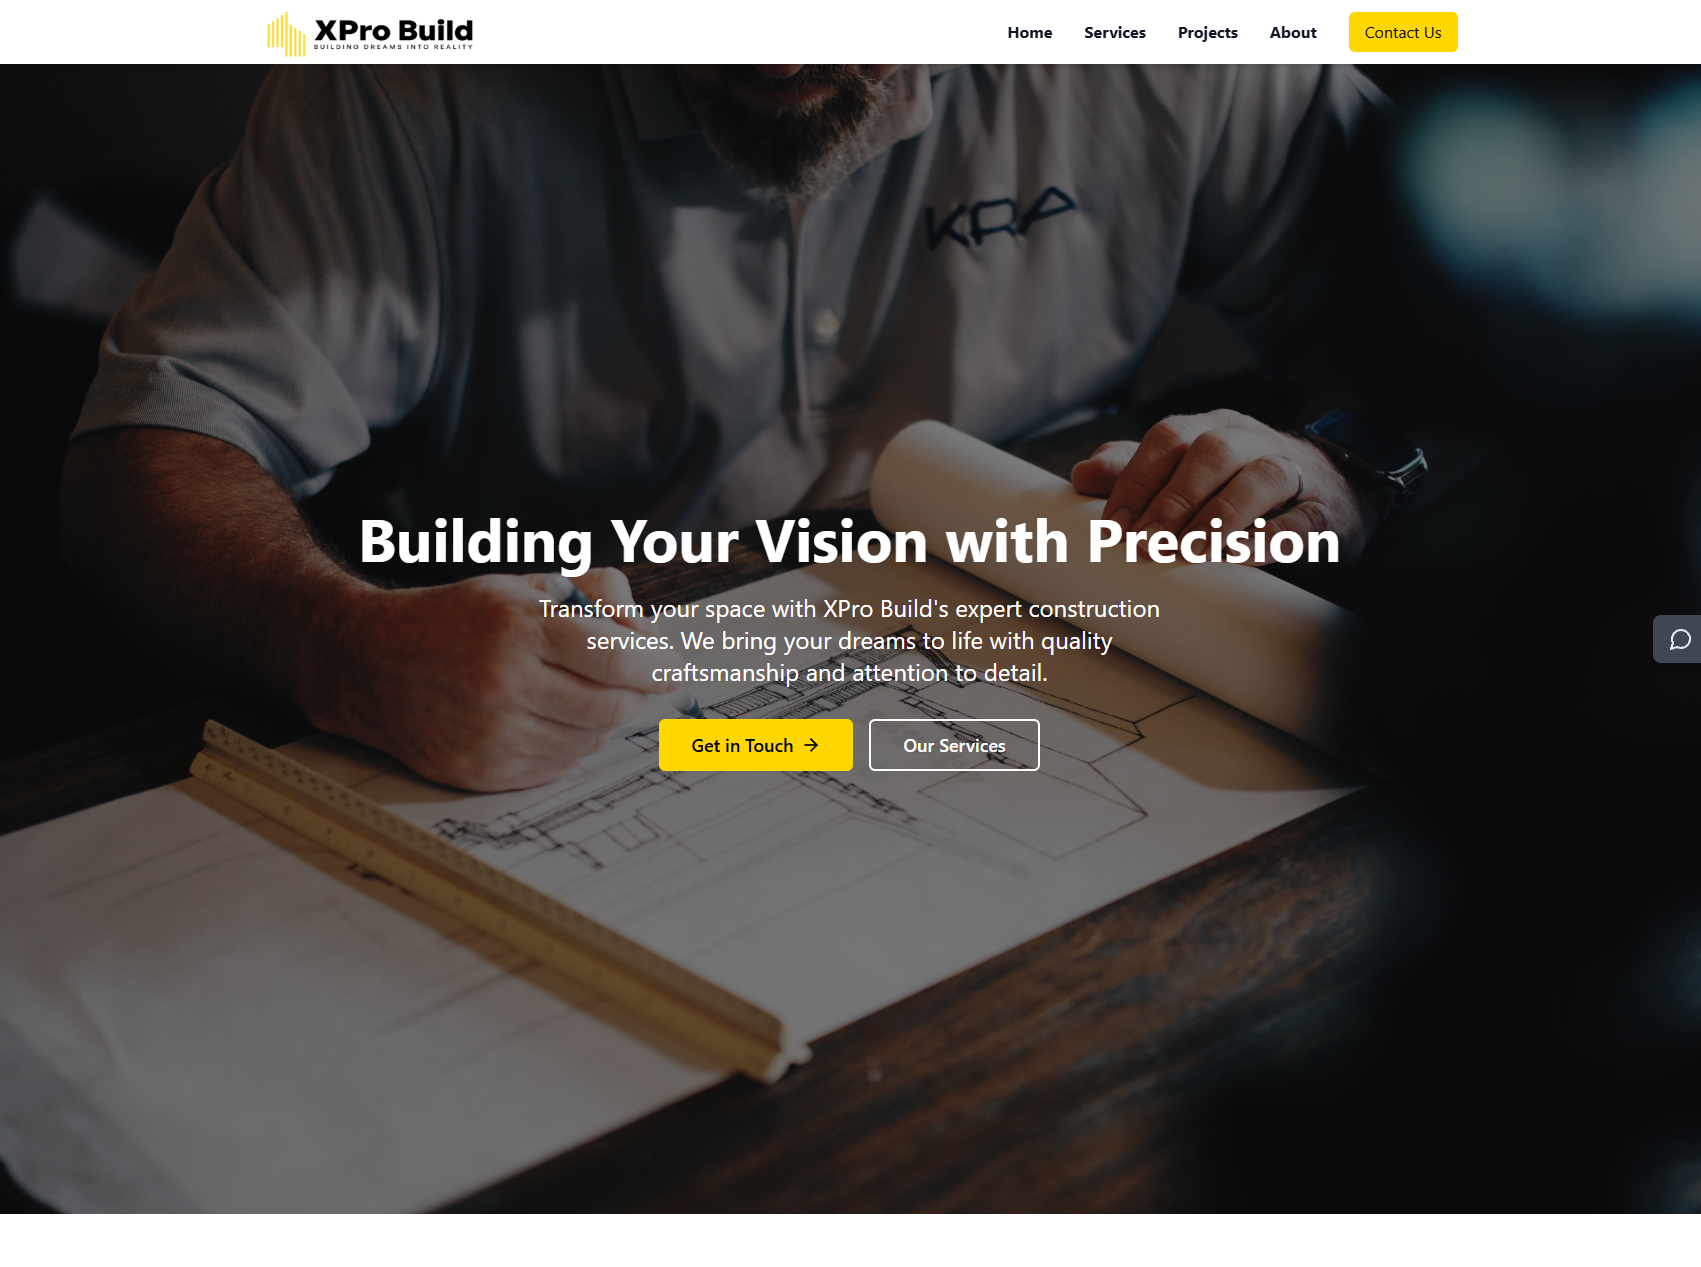 XPro Build
BUILDING DREAMS INTO REALITY
Home
Services
Projects
About
Contact Us
KRA
Building Your Vision with Precision
Transform your space with XPro Build's expert construction
services. We bring your dreams to life with quality
craftsmanship and attention to detail.
Get in Touch →
Our Services